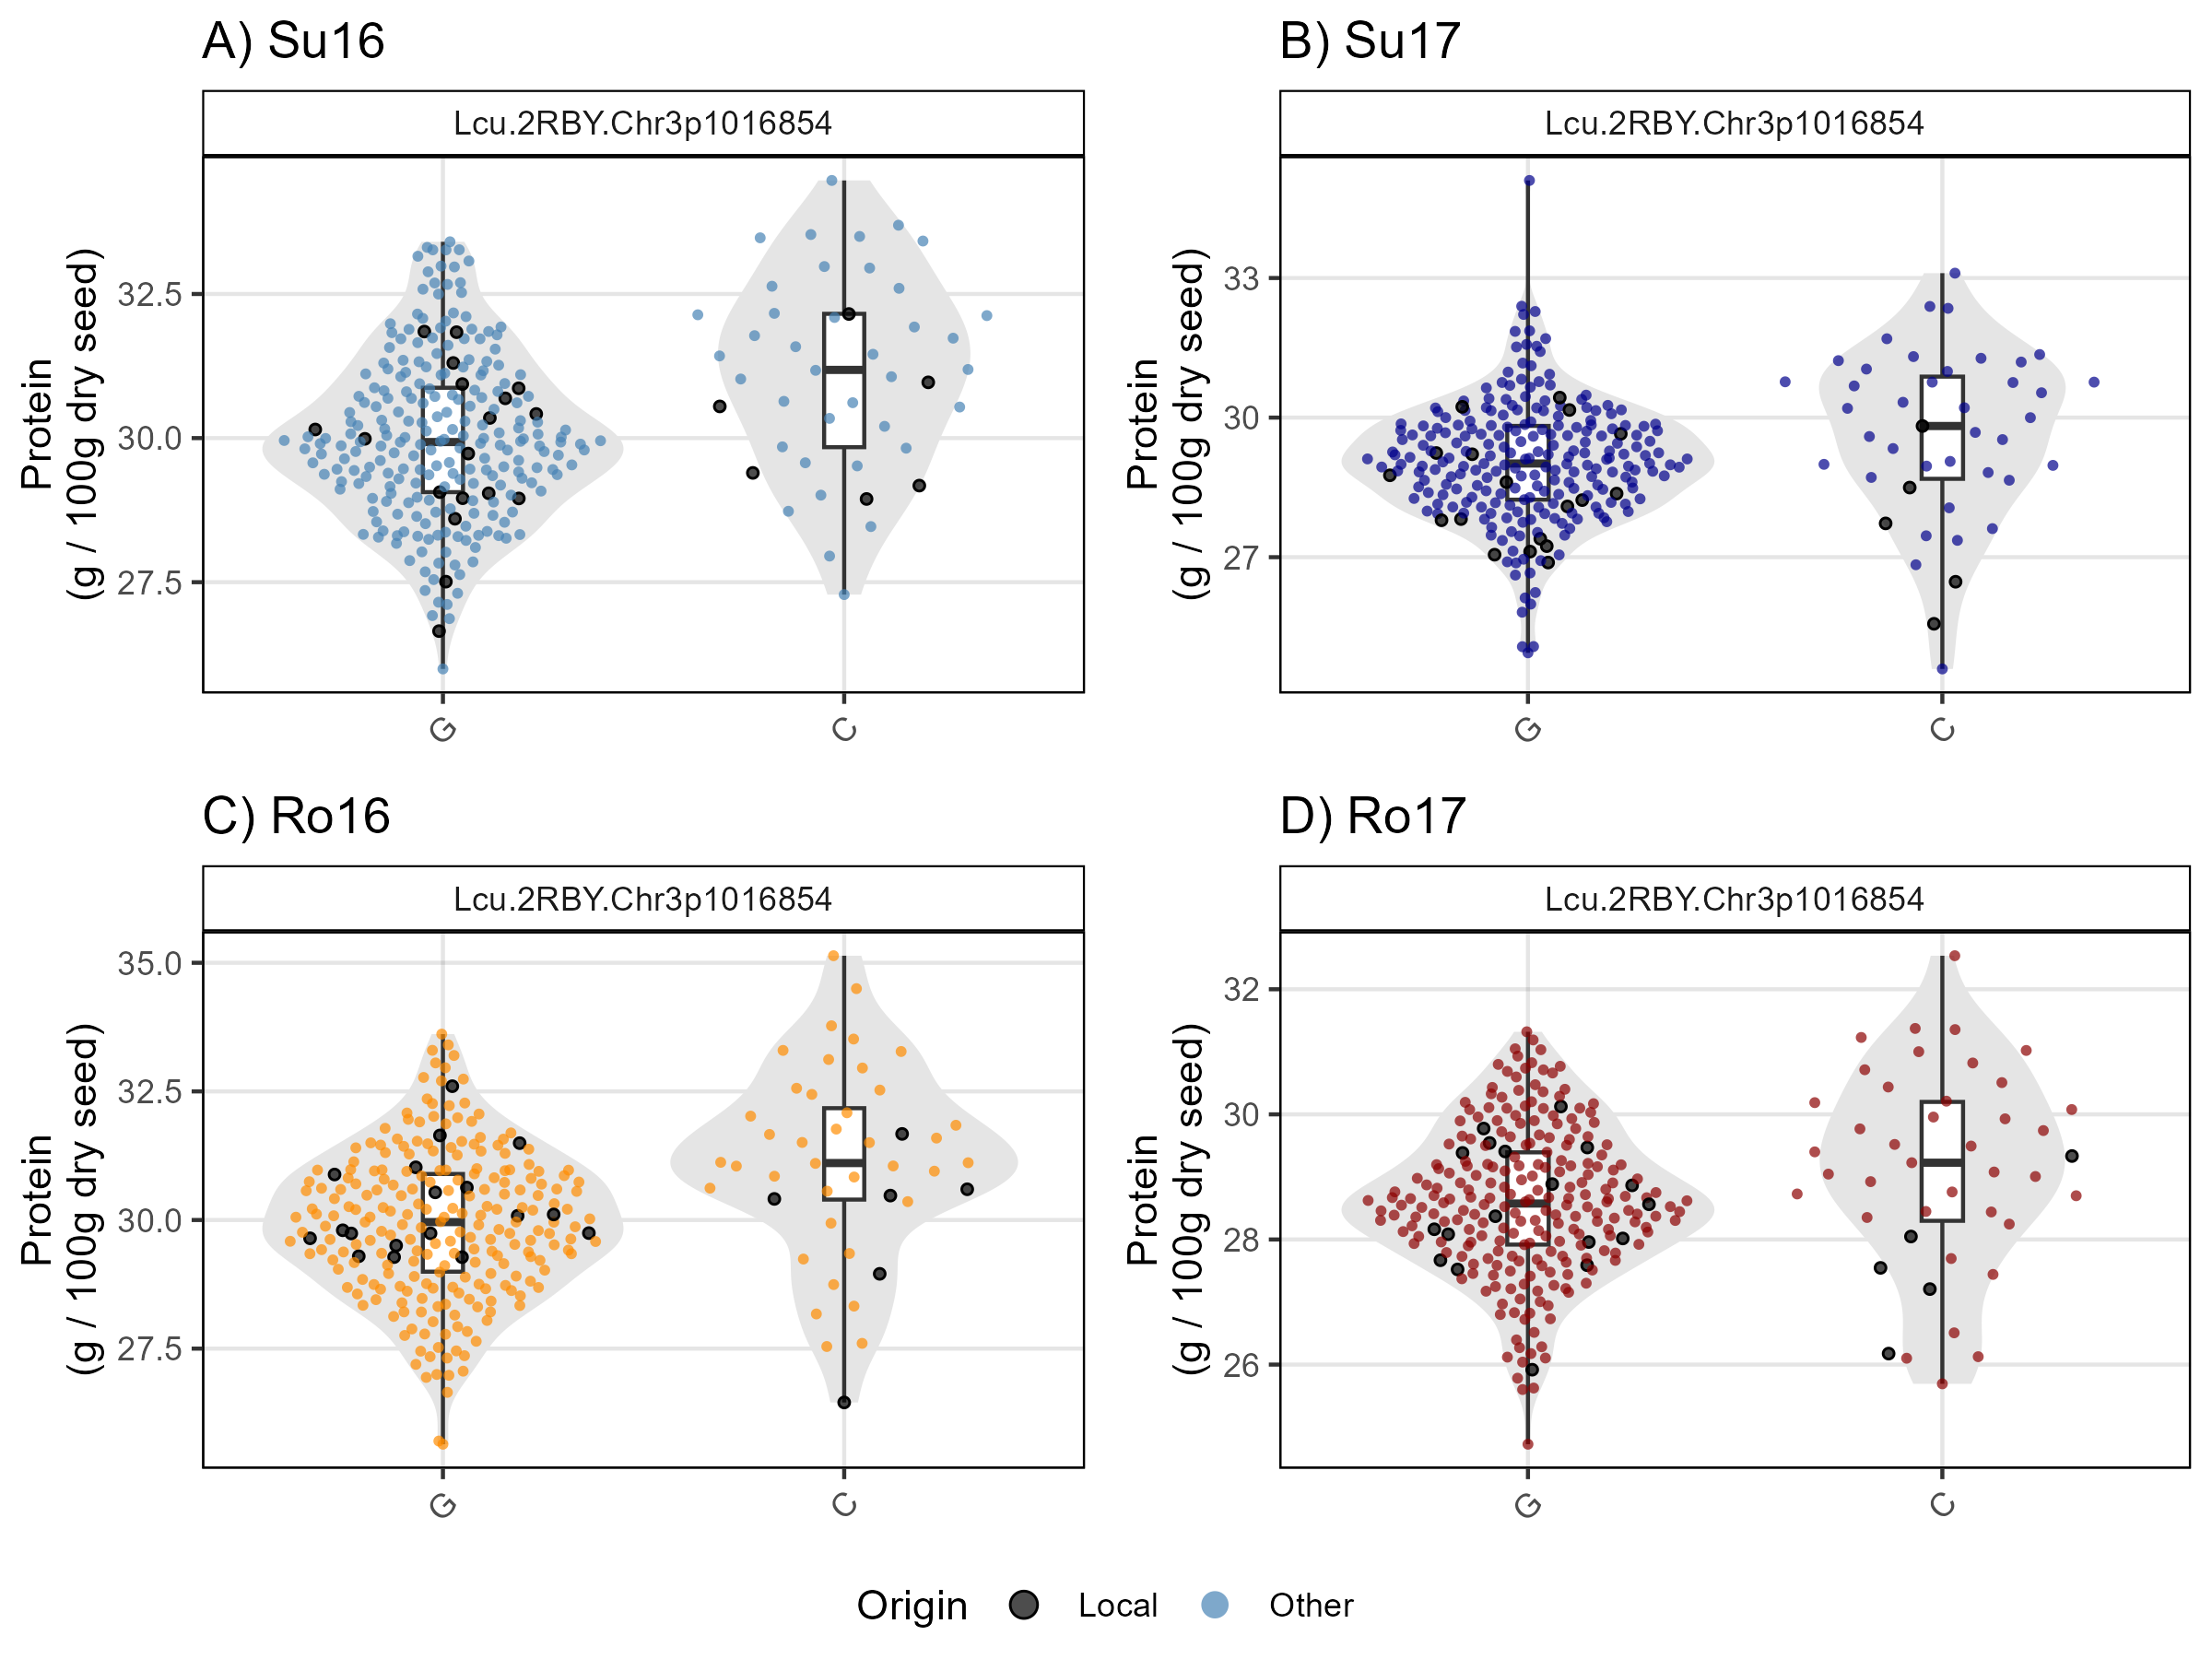 A) Su16
Lcu.2RBY.Chr3p1016854
Protein
(g / 100g dry seed)
32.5
30.0
27.5
G
C
B) Su17
Lcu.2RBY.Chr3p1016854
Protein
(g / 100g dry seed)
33
30
27
G
C
C) Ro16
Lcu.2RBY.Chr3p1016854
Protein
(g / 100g dry seed)
35.0
32.5
30.0
27.5
G
C
D) Ro17
Lcu.2RBY.Chr3p1016854
Protein
(g / 100g dry seed)
32
30
28
26
G
C
Origin Local Other